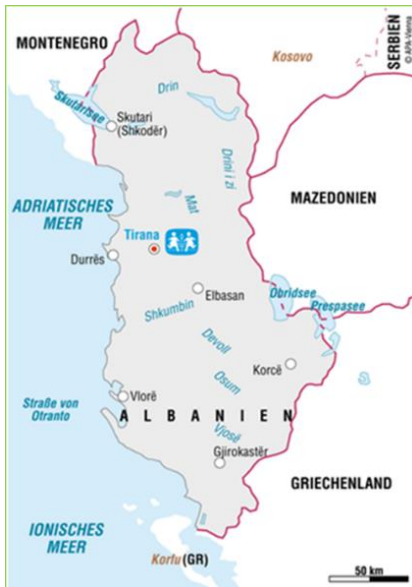 MONTENEGRO
Kosovo
SERBIEN
© APA-Vienna
Drin
Skutarisee
Skutari
(Shkodër)
Drini i zi
MAZEDONIEN
Mat
ADRIATISCHES
MEER
Tirana
Durrës
Elbasan
Ohridsee
Prespasee
Shkumbin
Devoll
Korcë
Osum
Straße von
Otranto
Vlorë
ALBANIEN
Vjosë
Gjirokastër
GRIECHENLAND
IONISCHES
MEER
Korfu (GR)
50 km